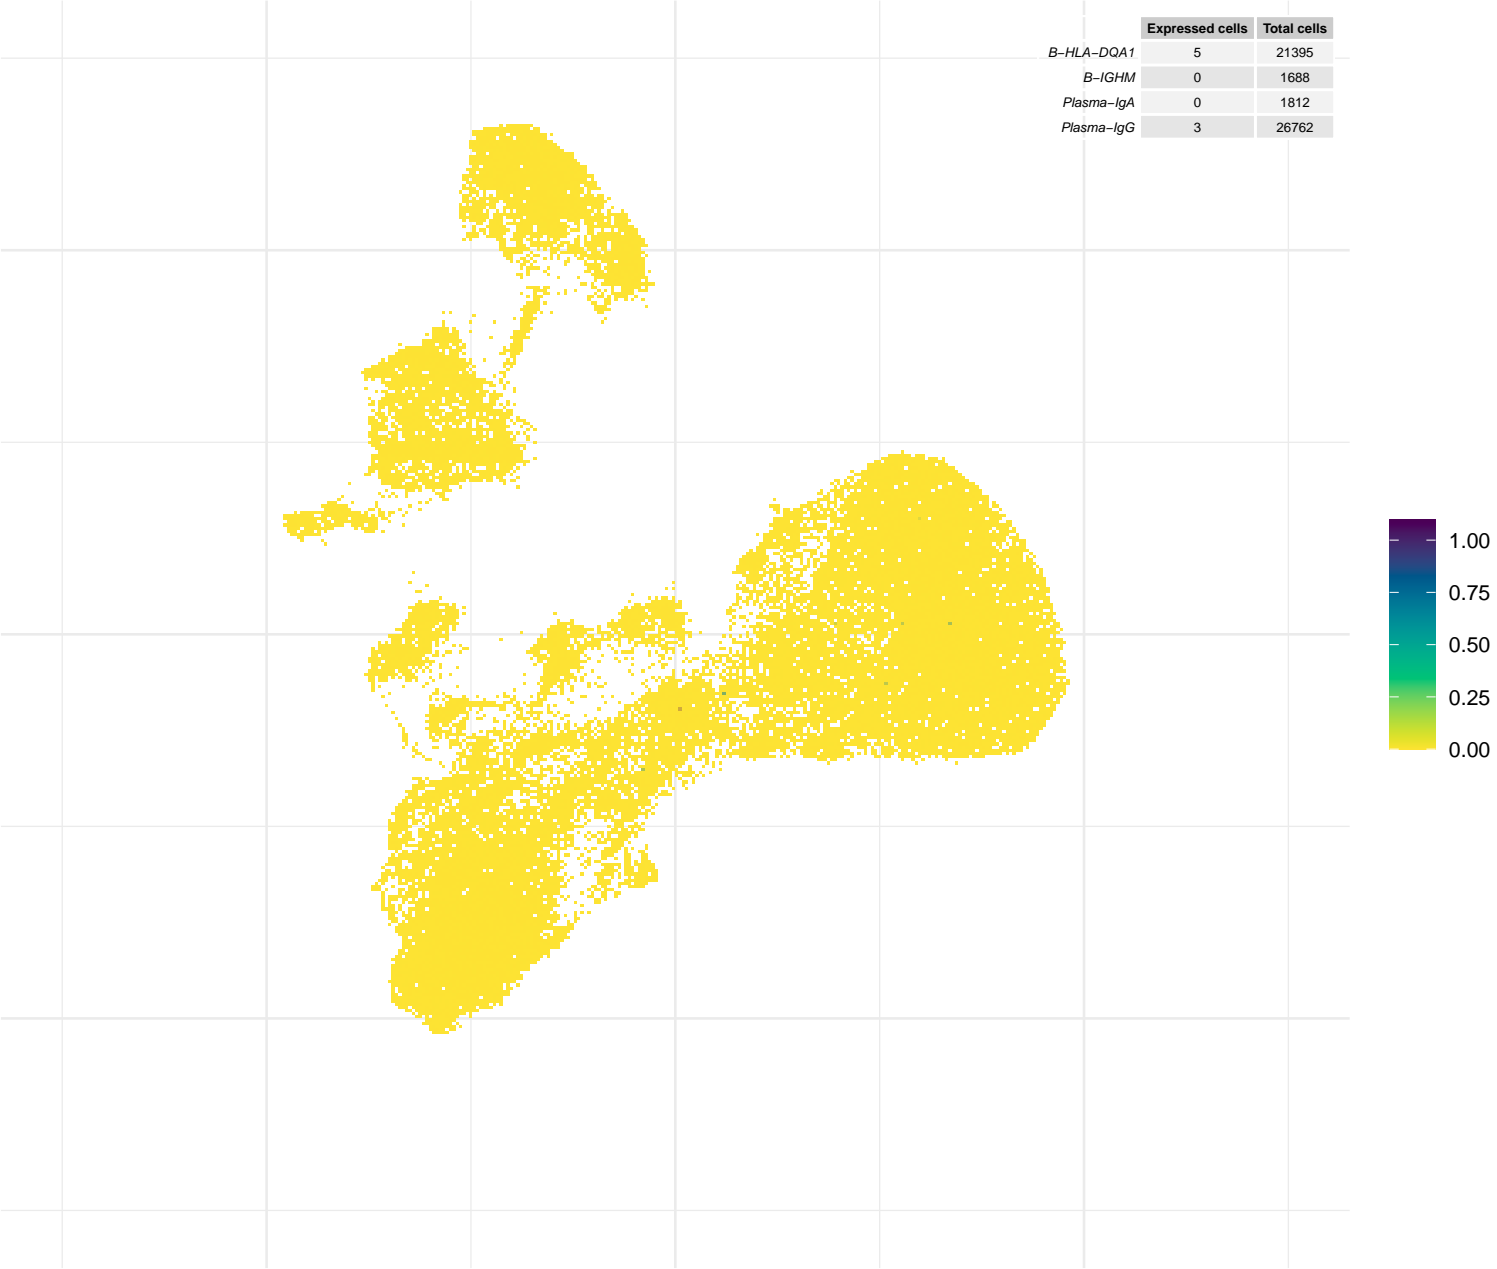 Expressed cells Total cells
B−HLA−DQA1 5 21395
B−IGHM 0 1688
Plasma−IgA 0 1812
Plasma−IgG 3 26762
1.00
0.75
0.50
0.25
0.00